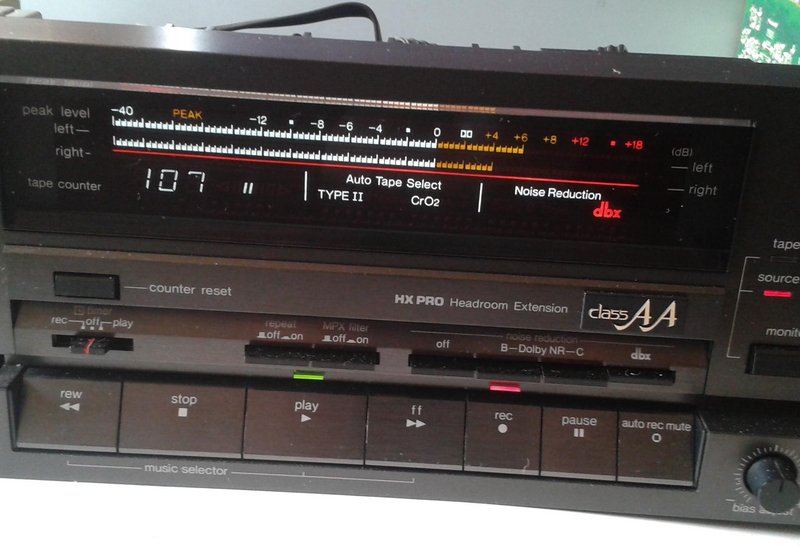 peak level
-40 PEAK -12 -8 -6 -4 0 +4 +6 +8 +12 +18
left
right
(dB)
left
right
tape counter
107
Auto Tape Select
TYPE II CrO2
Noise Reduction
dbx
counter reset
HX PRO Headroom Extension
class AA
tape
source
monit
timer
rec off play
repeat
off on
MPX filter
off on
noise reduction
off B-Dolby NR-C dbx
rew
stop
play
ff
rec
pause
auto rec mute
music selector
bias adjust